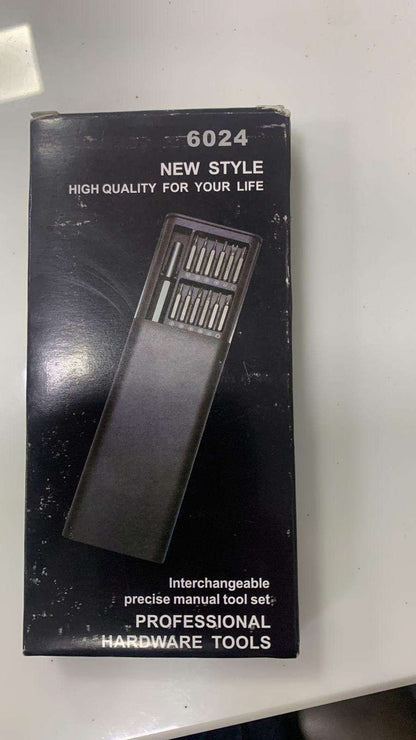 6024
NEW STYLE
HIGH QUALITY FOR YOUR LIFE
Interchangeable
precise manual tool set
PROFESSIONAL
HARDWARE TOOLS